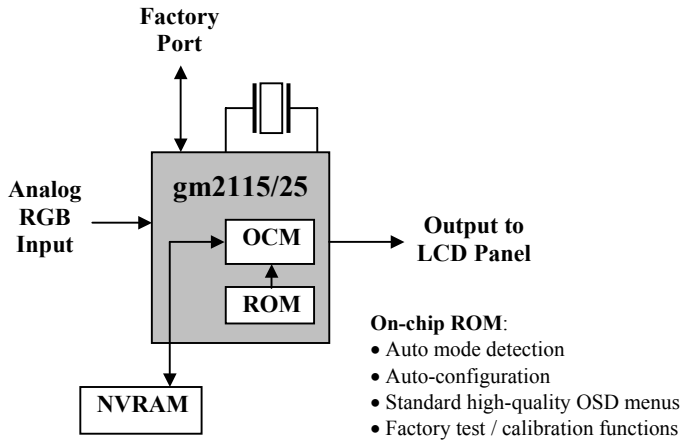 Factory
Port
gm2115/25
Analog
RGB
Input
OCM
Output to
LCD Panel
ROM
NVRAM
On-chip ROM:
• Auto mode detection
• Auto-configuration
• Standard high-quality OSD menus
• Factory test / calibration functions